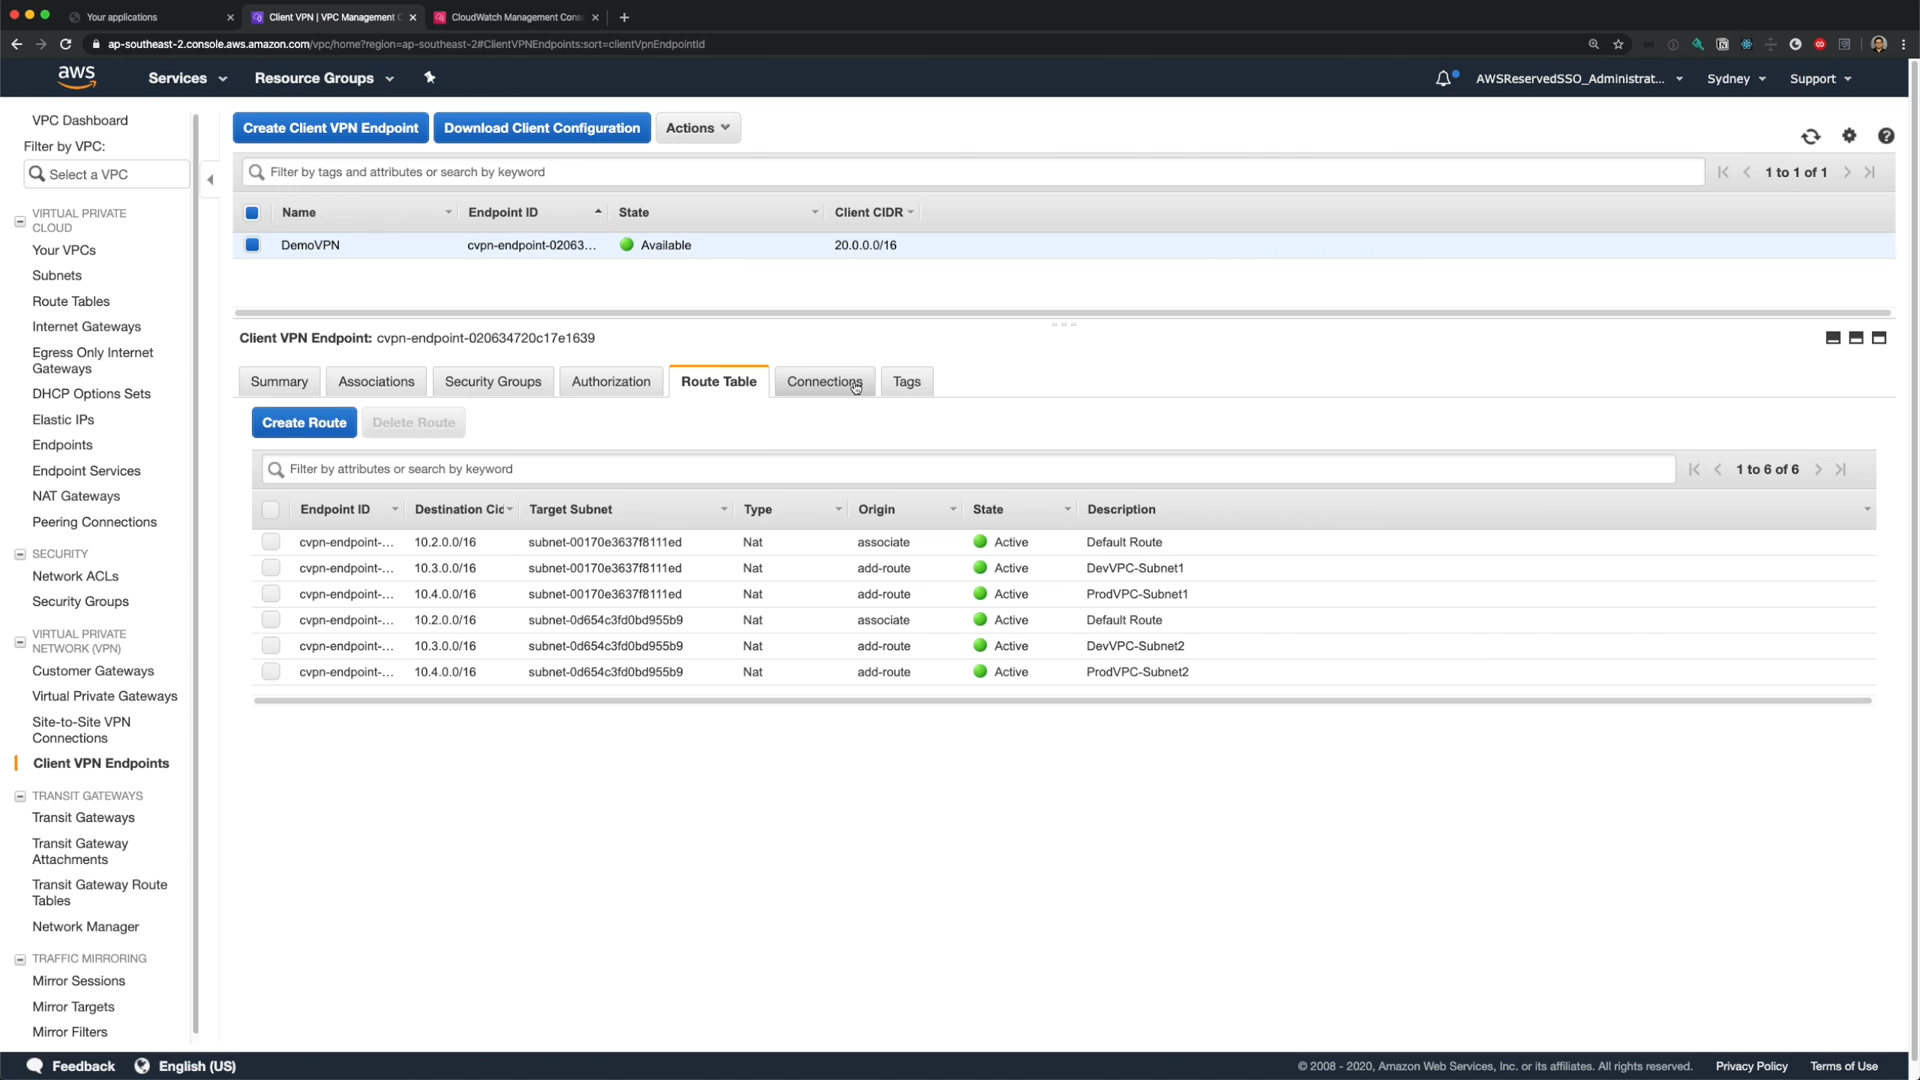 Your applications
Client VPN | VPC Management C
CloudWatch Management Cons
ap-southeast-2.console.aws.amazon.com/vpc/home?region=ap-southeast-2#ClientVPNEndpoints:sort=clientVpnEndpointId
aws
Services
Resource Groups
AWSReservedSSO_Administrat...
Sydney
Support
VPC Dashboard
Filter by VPC:
Select a VPC
VIRTUAL PRIVATE
CLOUD
Your VPCs
Subnets
Route Tables
Internet Gateways
Egress Only Internet
Gateways
DHCP Options Sets
Elastic IPs
Endpoints
Endpoint Services
NAT Gateways
Peering Connections
SECURITY
Network ACLs
Security Groups
VIRTUAL PRIVATE
NETWORK (VPN)
Customer Gateways
Virtual Private Gateways
Site-to-Site VPN
Connections
Client VPN Endpoints
TRANSIT GATEWAYS
Transit Gateways
Transit Gateway
Attachments
Transit Gateway Route
Tables
Network Manager
TRAFFIC MIRRORING
Mirror Sessions
Mirror Targets
Mirror Filters
Create Client VPN Endpoint
Download Client Configuration
Actions
Filter by tags and attributes or search by keyword
1 to 1 of 1
Name Endpoint ID State Client CIDR
DemoVPN cvpn-endpoint-02063... Available 20.0.0.0/16
Client VPN Endpoint: cvpn-endpoint-020634720c17e1639
Summary Associations Security Groups Authorization Route Table Connections Tags
Create Route Delete Route
Filter by attributes or search by keyword
1 to 6 of 6
Endpoint ID Destination Cid Target Subnet Type Origin State Description
cvpn-endpoint-... 10.2.0.0/16 subnet-00170e3637f8111ed Nat associate Active Default Route
cvpn-endpoint-... 10.3.0.0/16 subnet-00170e3637f8111ed Nat add-route Active DevVPC-Subnet1
cvpn-endpoint-... 10.4.0.0/16 subnet-00170e3637f8111ed Nat add-route Active ProdVPC-Subnet1
cvpn-endpoint-... 10.2.0.0/16 subnet-0d654c3fd0bd955b9 Nat associate Active Default Route
cvpn-endpoint-... 10.3.0.0/16 subnet-0d654c3fd0bd955b9 Nat add-route Active DevVPC-Subnet2
cvpn-endpoint-... 10.4.0.0/16 subnet-0d654c3fd0bd955b9 Nat add-route Active ProdVPC-Subnet2
Feedback
English (US)
© 2008 - 2020, Amazon Web Services, Inc. or its affiliates. All rights reserved.
Privacy Policy
Terms of Use